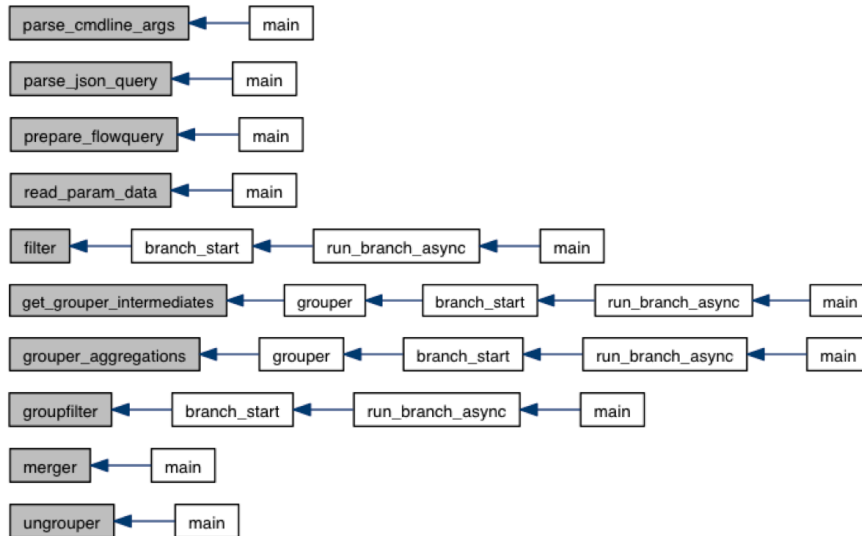 parse_cmdline_args main
parse_json_query main
prepare_flowquery main
read_param_data main
filter branch_start run_branch_async main
get_grouper_intermediates grouper branch_start run_branch_async main
grouper_aggregations grouper branch_start run_branch_async main
groupfilter branch_start run_branch_async main
merger main
ungrouper main